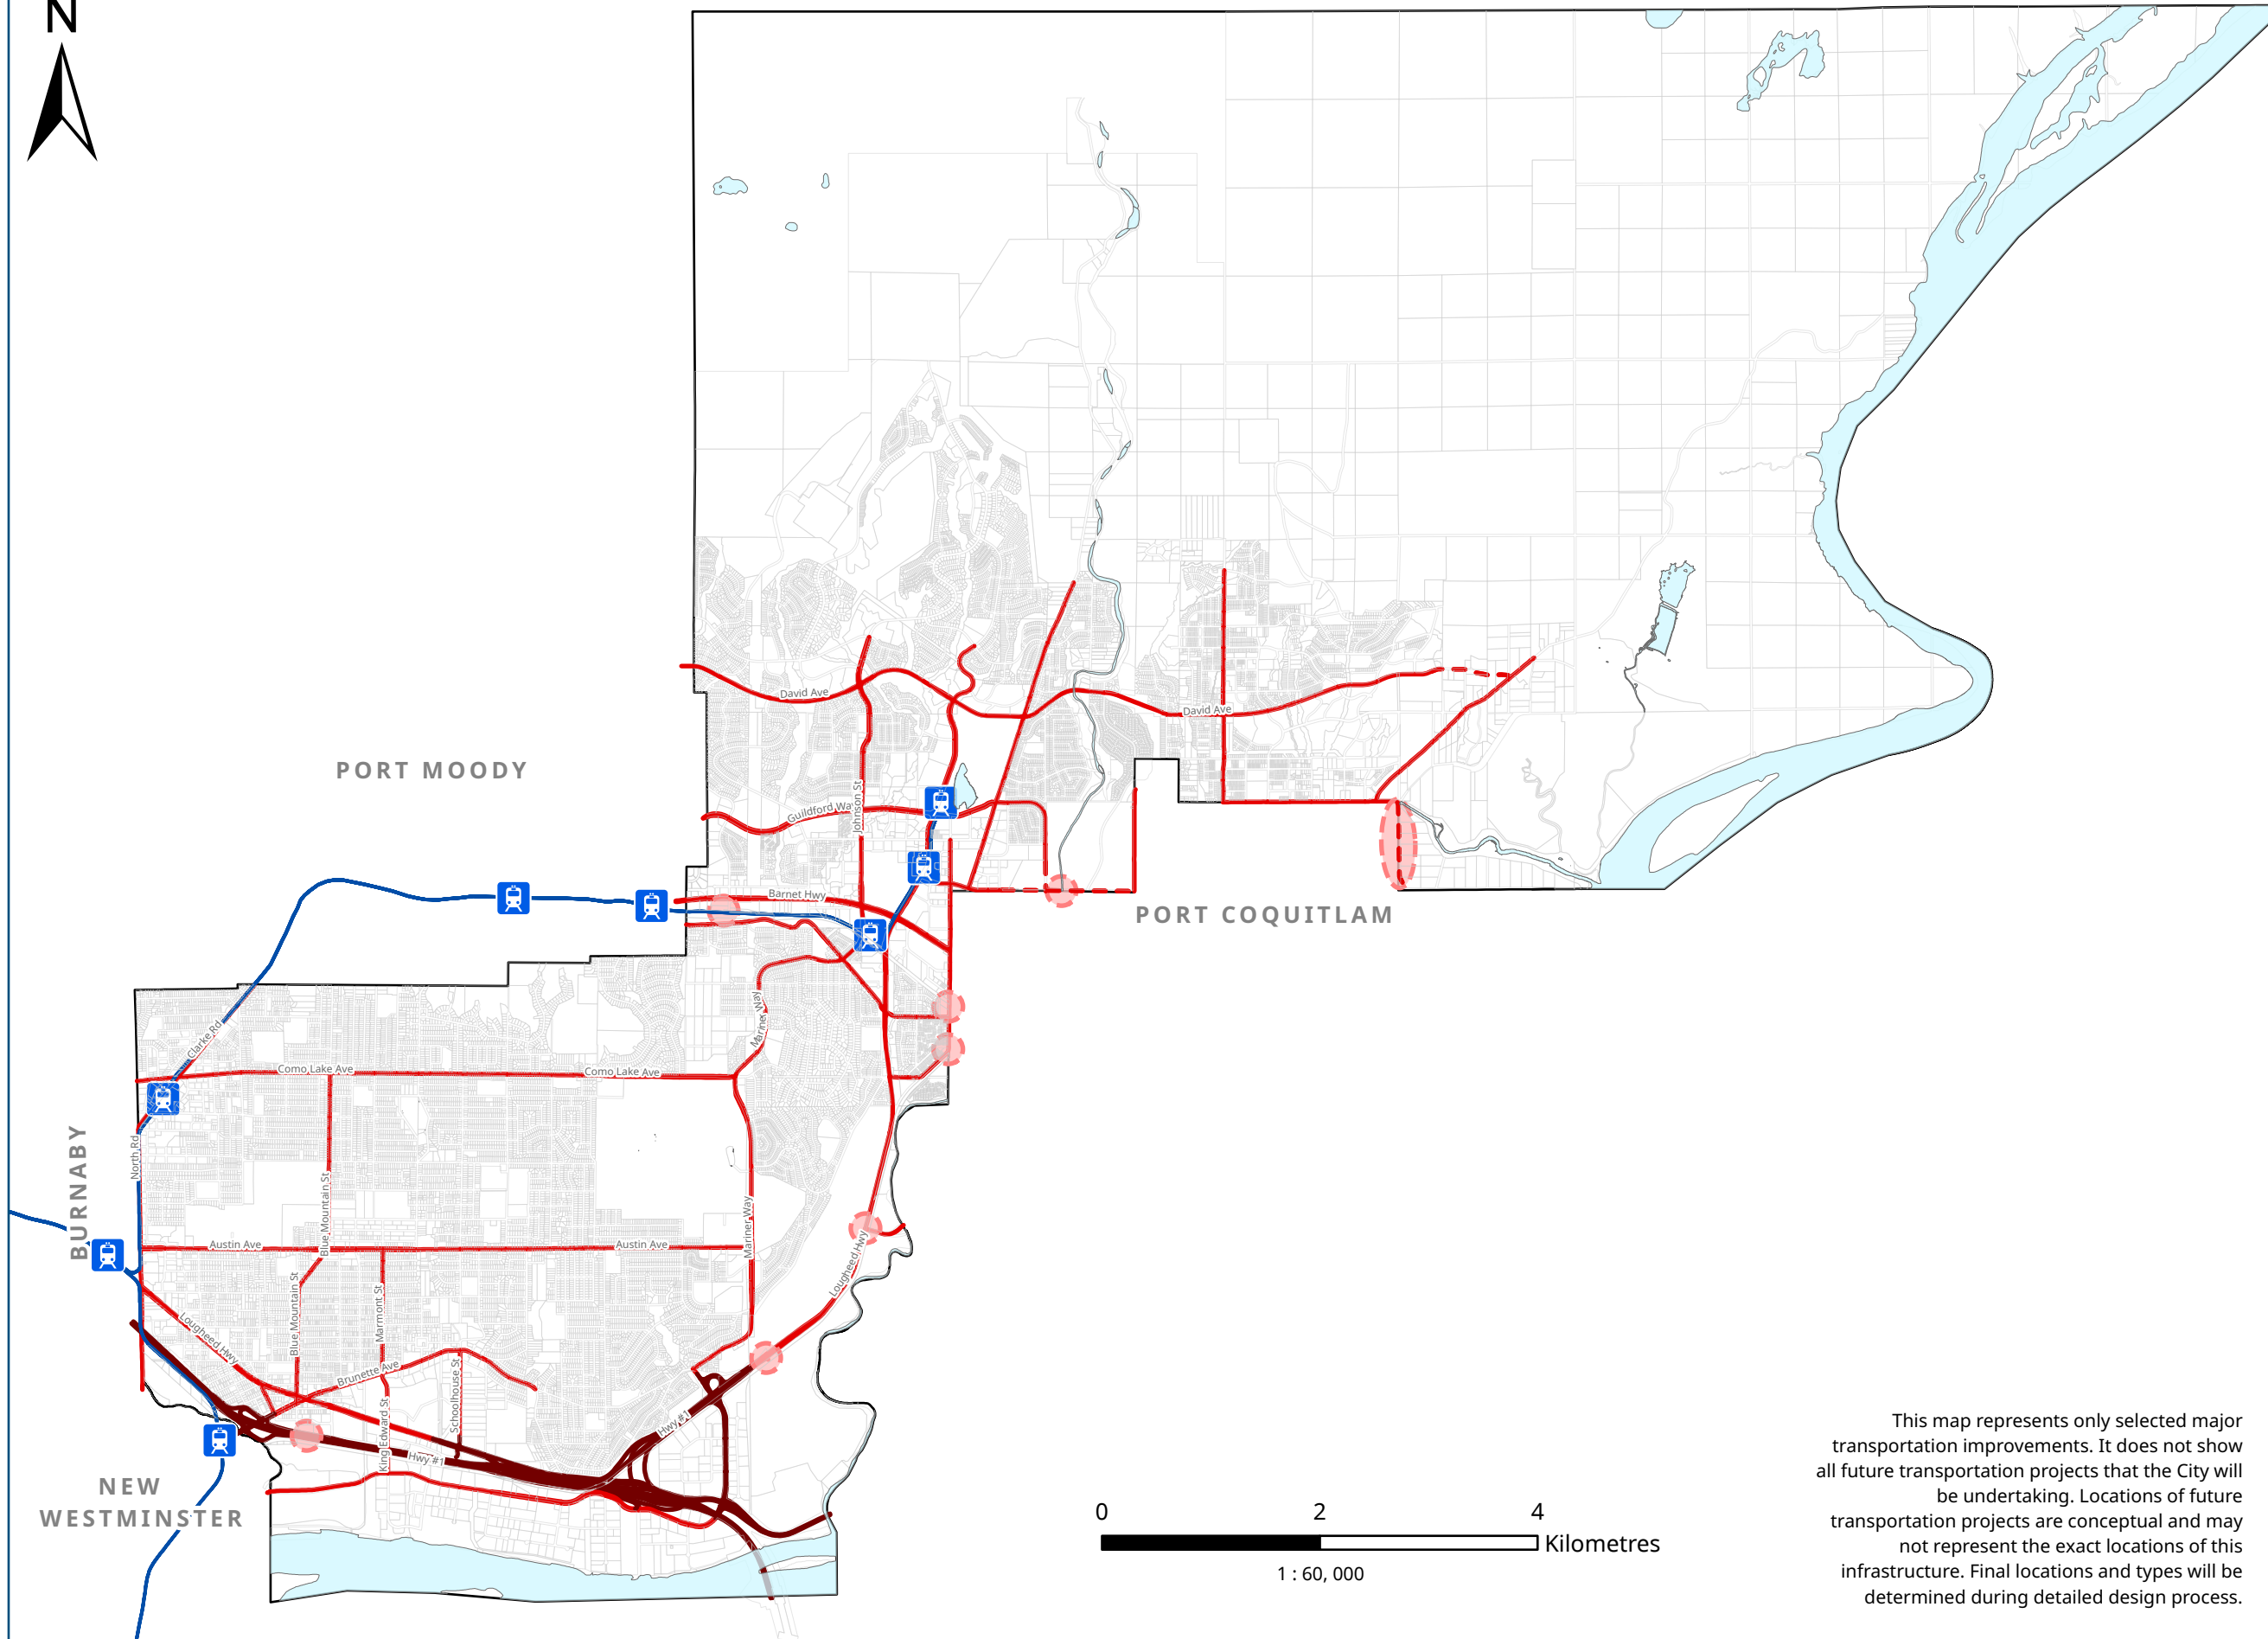 N
David Ave
David Ave
PORT MOODY
Guildford Way
Johnson St
Barnet Hwy
PORT COQUITLAM
Mariner Way
Clarke Rd
Como Lake Ave
Como Lake Ave
BURNABY
North Rd
Blue Mountain St
Mariner Way
Austin Ave
Austin Ave
Lougheed Hwy
Blue Mountain St
Marmont St
Lougheed Hwy
Brunette Ave
Schoolhouse St
King Edward St
Hwy #1
Hwy #1
NEW
WESTMINSTER
0 2 4
Kilometres
1 : 60, 000
This map represents only selected major
transportation improvements. It does not show
all future transportation projects that the City will
be undertaking. Locations of future
transportation projects are conceptual and may
not represent the exact locations of this
infrastructure. Final locations and types will be
determined during detailed design process.